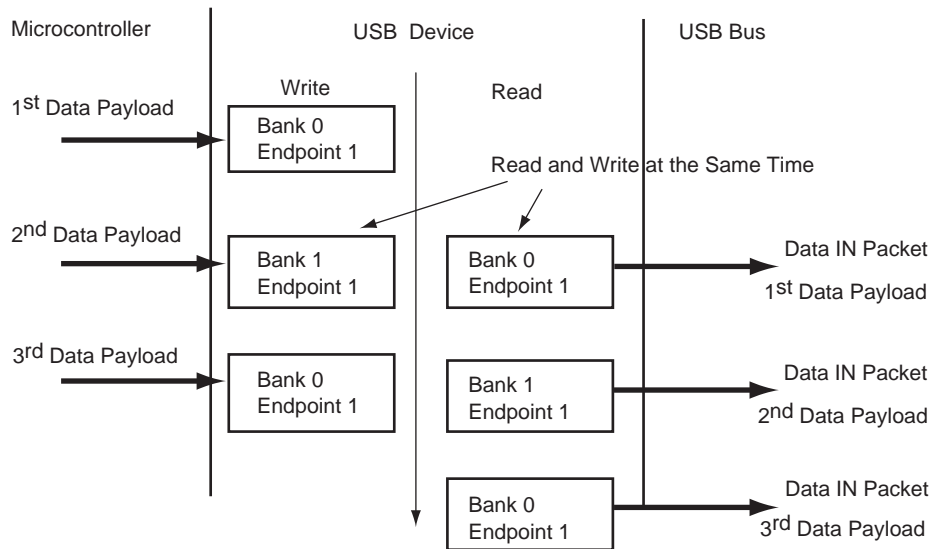 Microcontroller
USB Device
USB Bus
Write
Read
1st Data Payload
Bank 0
Endpoint 1
Read and Write at the Same Time
2nd Data Payload
Bank 1
Endpoint 1
Bank 0
Endpoint 1
Data IN Packet
1st Data Payload
3rd Data Payload
Bank 0
Endpoint 1
Bank 1
Endpoint 1
Data IN Packet
2nd Data Payload
Bank 0
Endpoint 1
Data IN Packet
3rd Data Payload